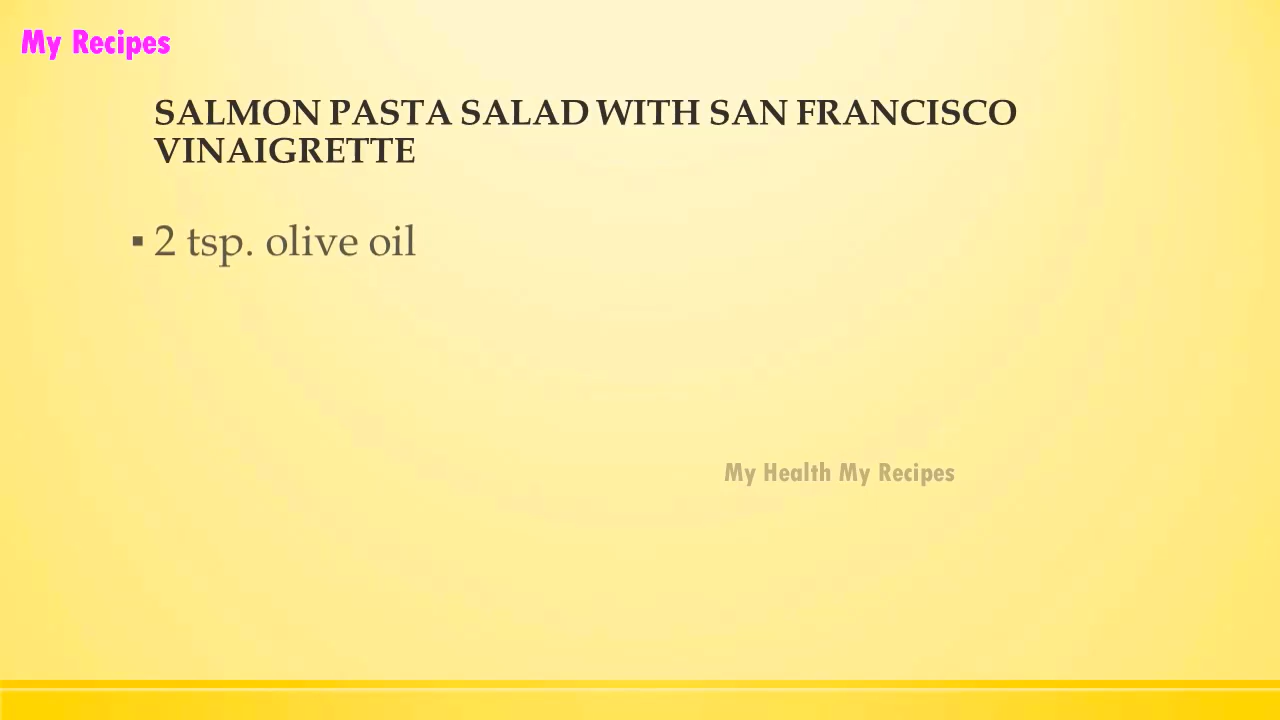 My Recipes
SALMON PASTA SALAD WITH SAN FRANCISCO
VINAIGRETTE
▪ 2 tsp. olive oil
My Health My Recipes